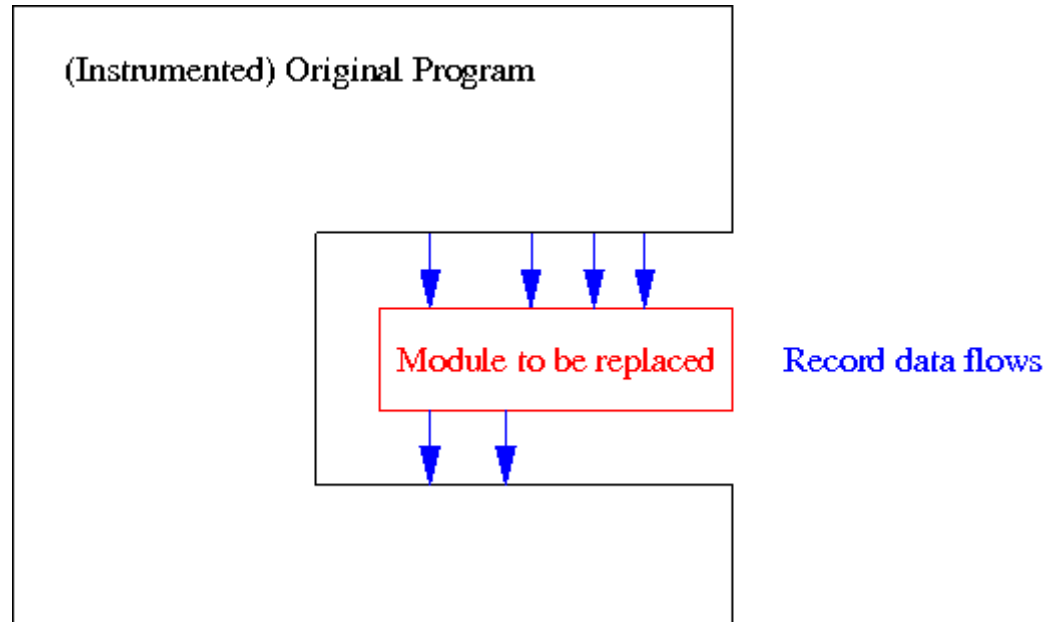 (Instrumented) Original Program
Module to be replaced
Record data flows